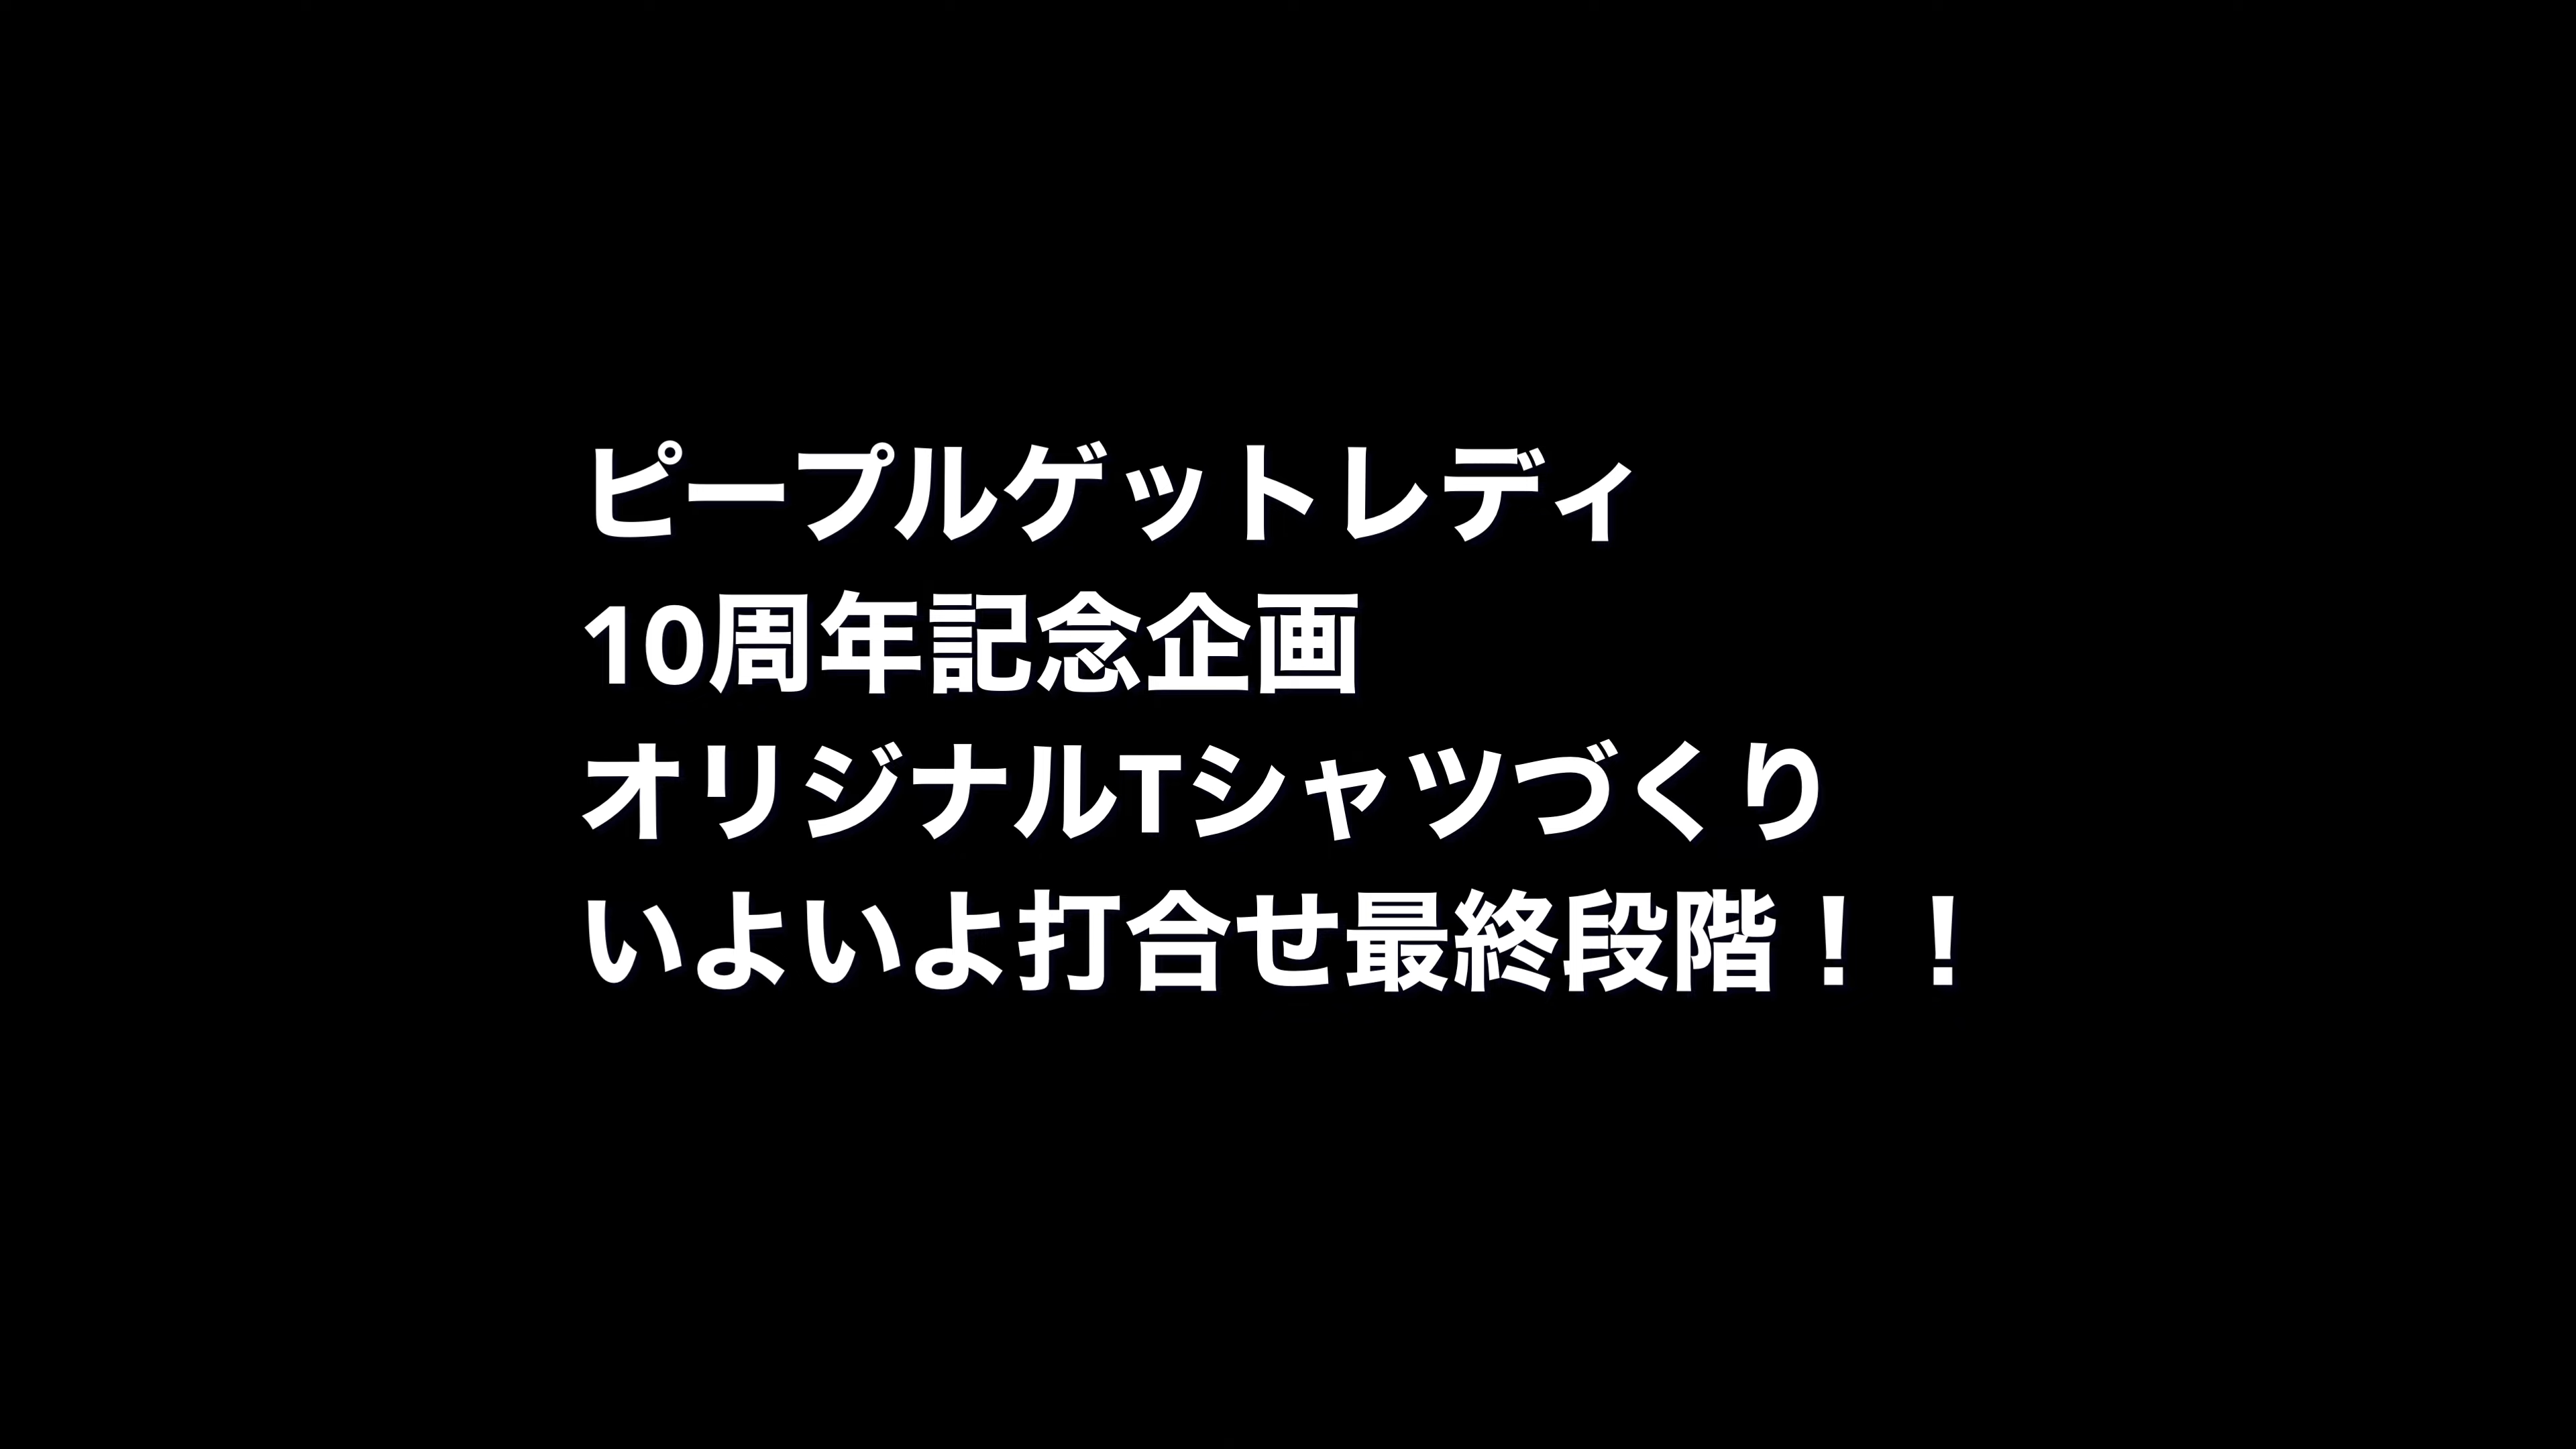 ピープルゲットレディ
10周年記念企画
オリジナルTシャツづくり
いよいよ打合せ最終段階！！